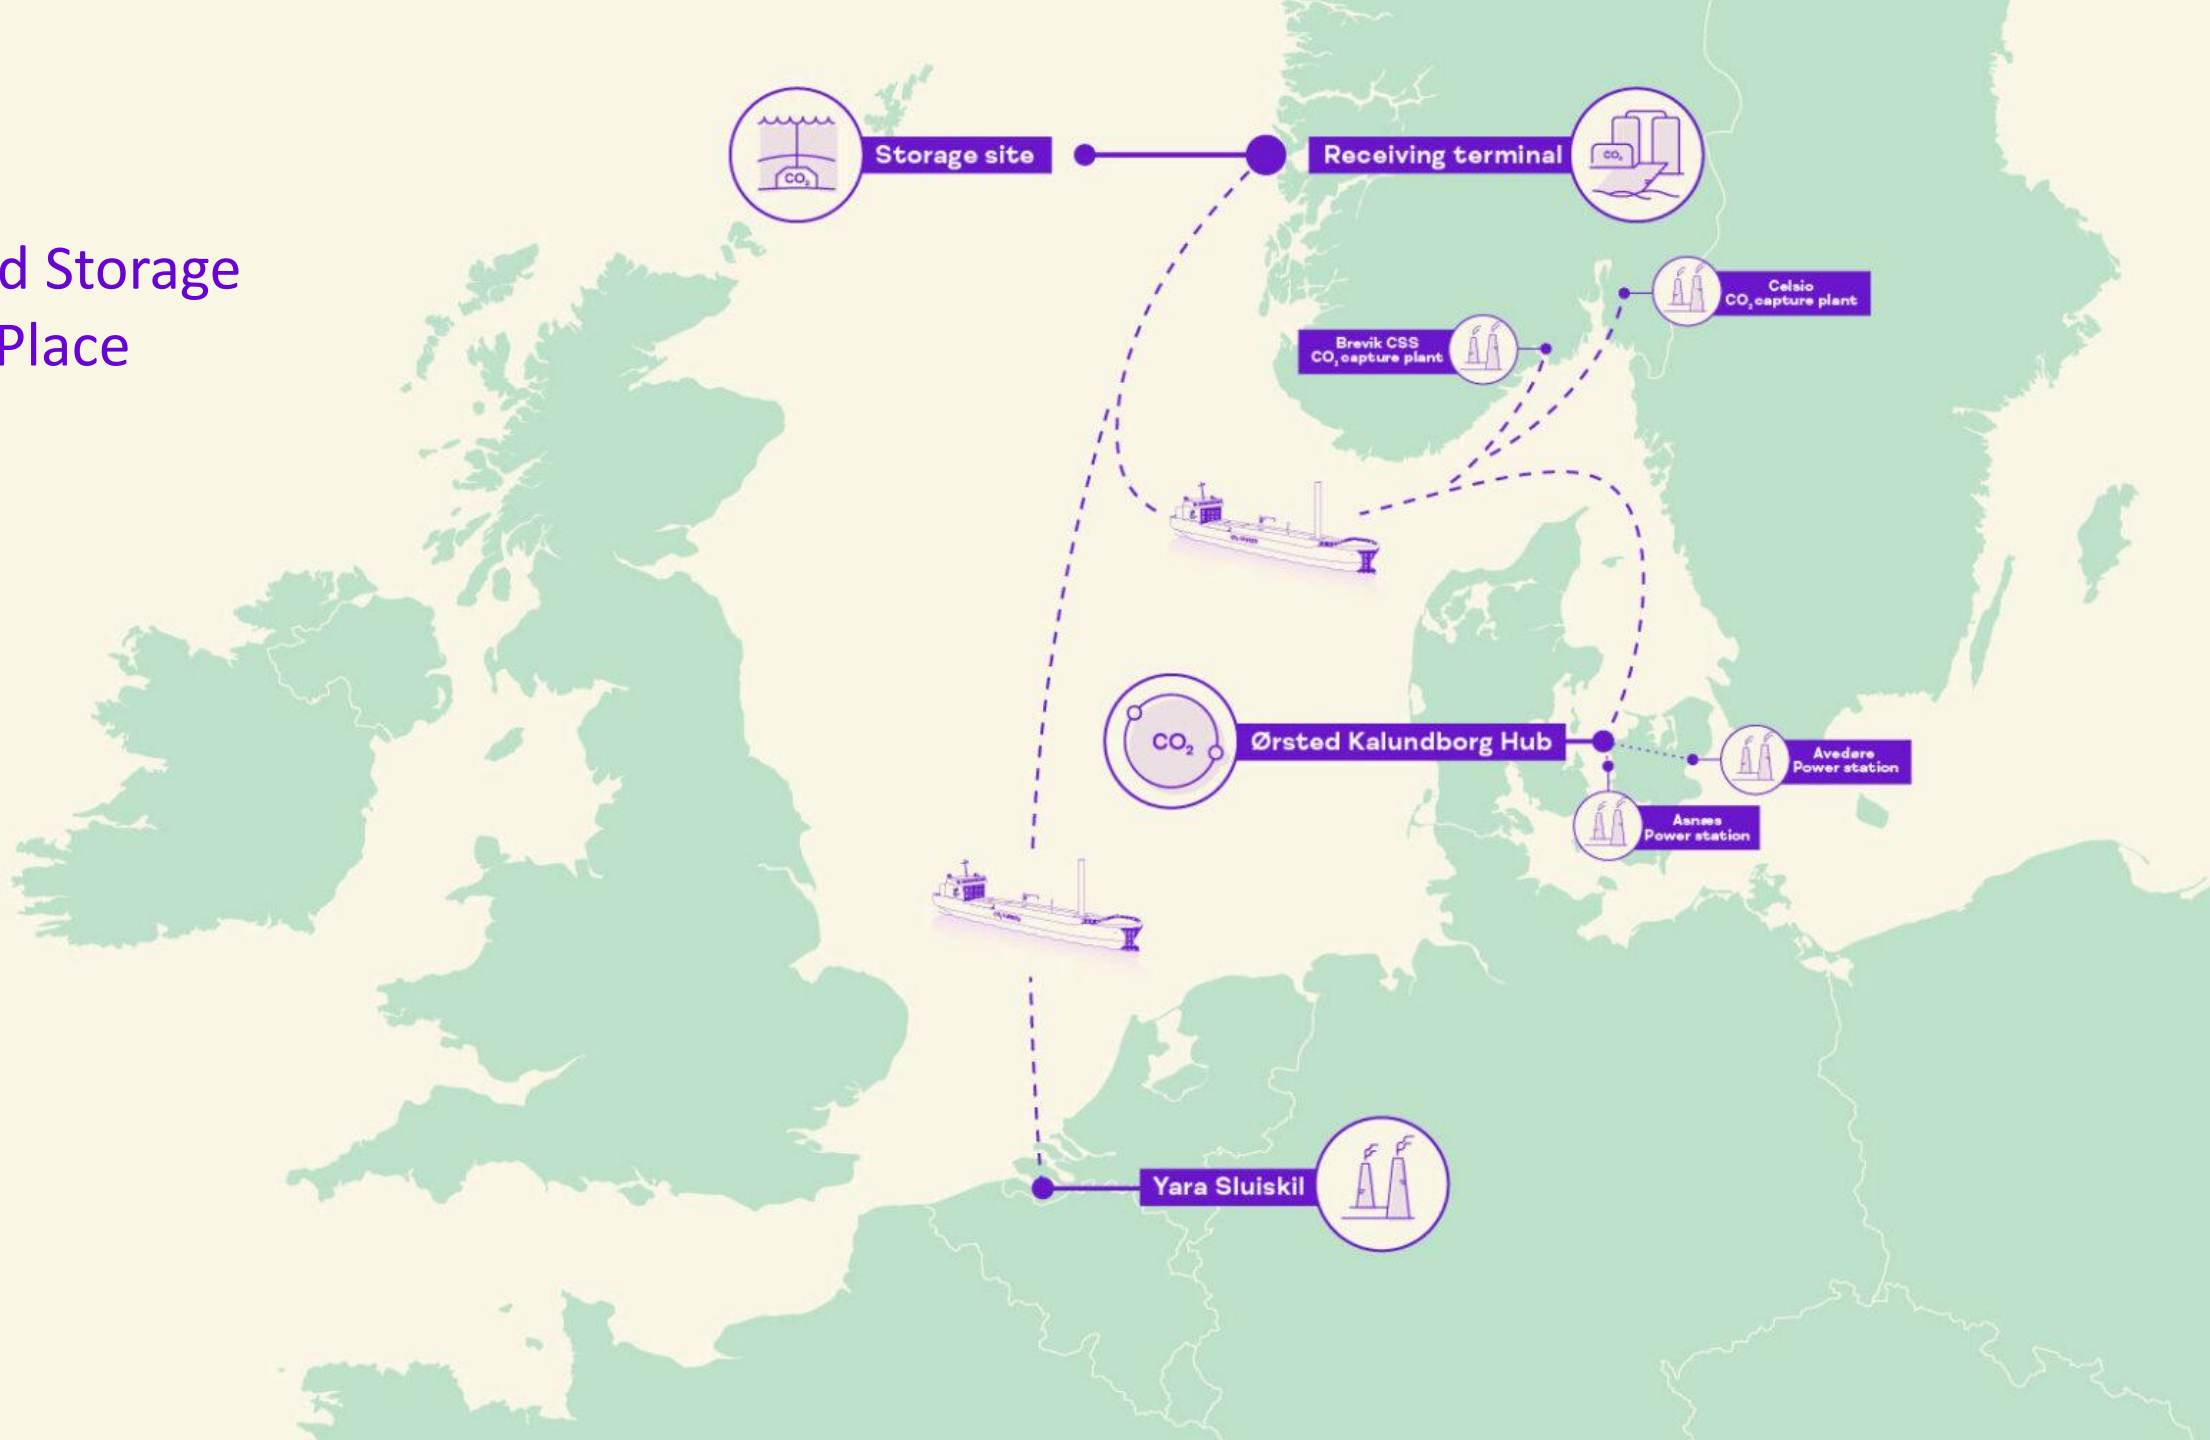 d Storage
Place
CO₂
Storage site
Receiving terminal
CO₂
Celsio
CO₂ capture plant
Brevik CSS
CO₂ capture plant
CO₂
Ørsted Kalundborg Hub
Avedøre
Power station
Asnæs
Power station
Yara Sluiskil